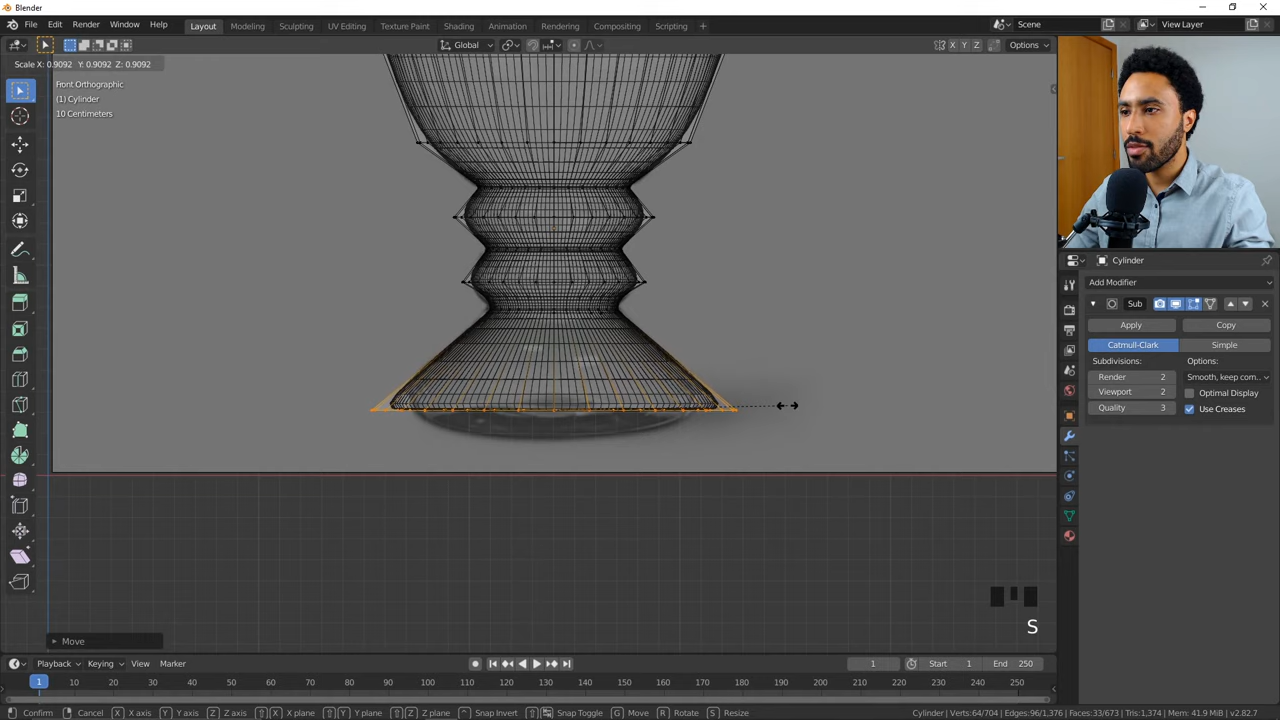 Blender
File Edit Render Window Help Layout Modeling Sculpting UV Editing Texture Paint Shading Animation Rendering Compositing Scripting + Scene View Layer
Global X Y Z Options
Scale X: 0.9092 Y: 0.9092 Z: 0.9092
Front Orthographic
(1) Cylinder
10 Centimeters
Cylinder
Add Modifier
Sub
Apply Copy
Catmull-Clark Simple
Subdivisions: Options:
Render 2 Smooth, keep corn..
Viewport 2 Optimal Display
Quality 3 Use Creases
S
Move
Playback Keying View Marker 1 Start 1 End 250
1 10 20 30 40 50 60 70 80 90 100 110 120 130 140 150 160 170 180 190 200 210 220 230 240 250
Confirm Cancel X X axis Y Y axis Z Z axis X X plane Y Y plane Z Z plane ^ Snap Invert Snap Toggle G Move R Rotate S Resize Cylinder | Verts:64/704 | Edges:96/1,376 | Faces:33/673 | Tris:1,374 | Mem: 41.9 MiB | v2.82.7